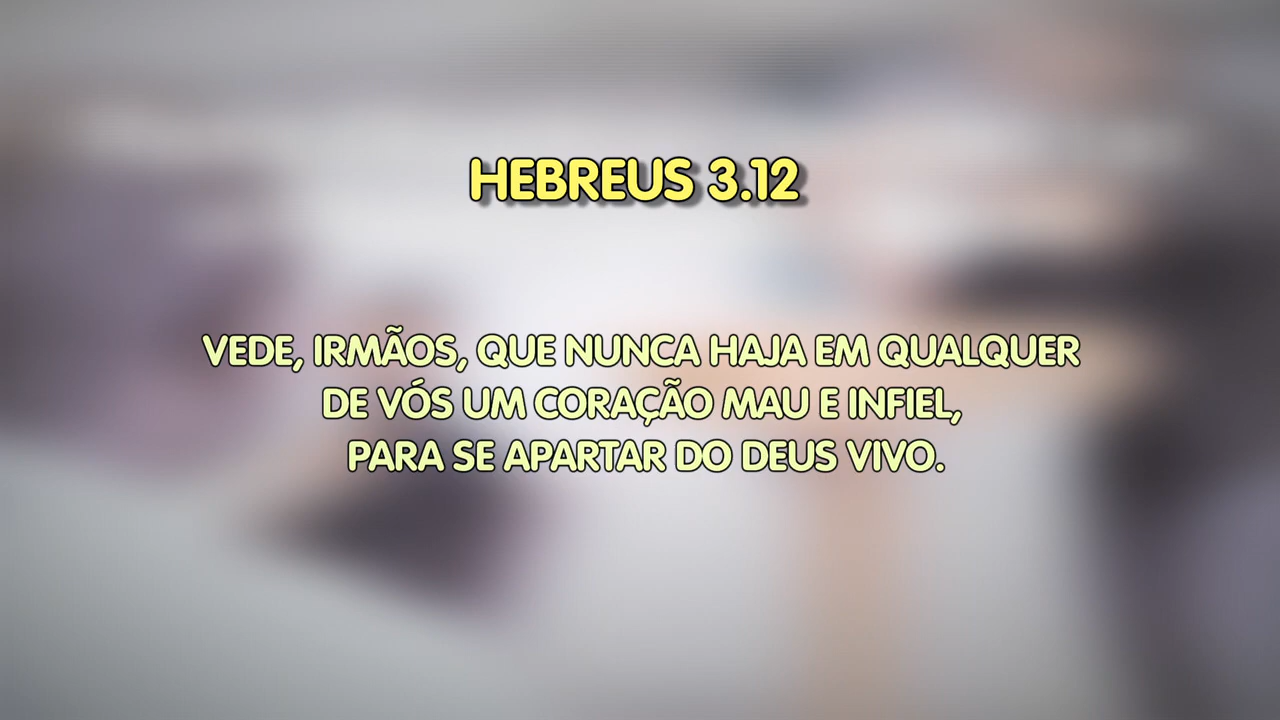 HEBREUS 3.12
VEDE, IRMÃOS, QUE NUNCA HAJA EM QUALQUER
DE VÓS UM CORAÇÃO MAU E INFIEL,
PARA SE APARTAR DO DEUS VIVO.